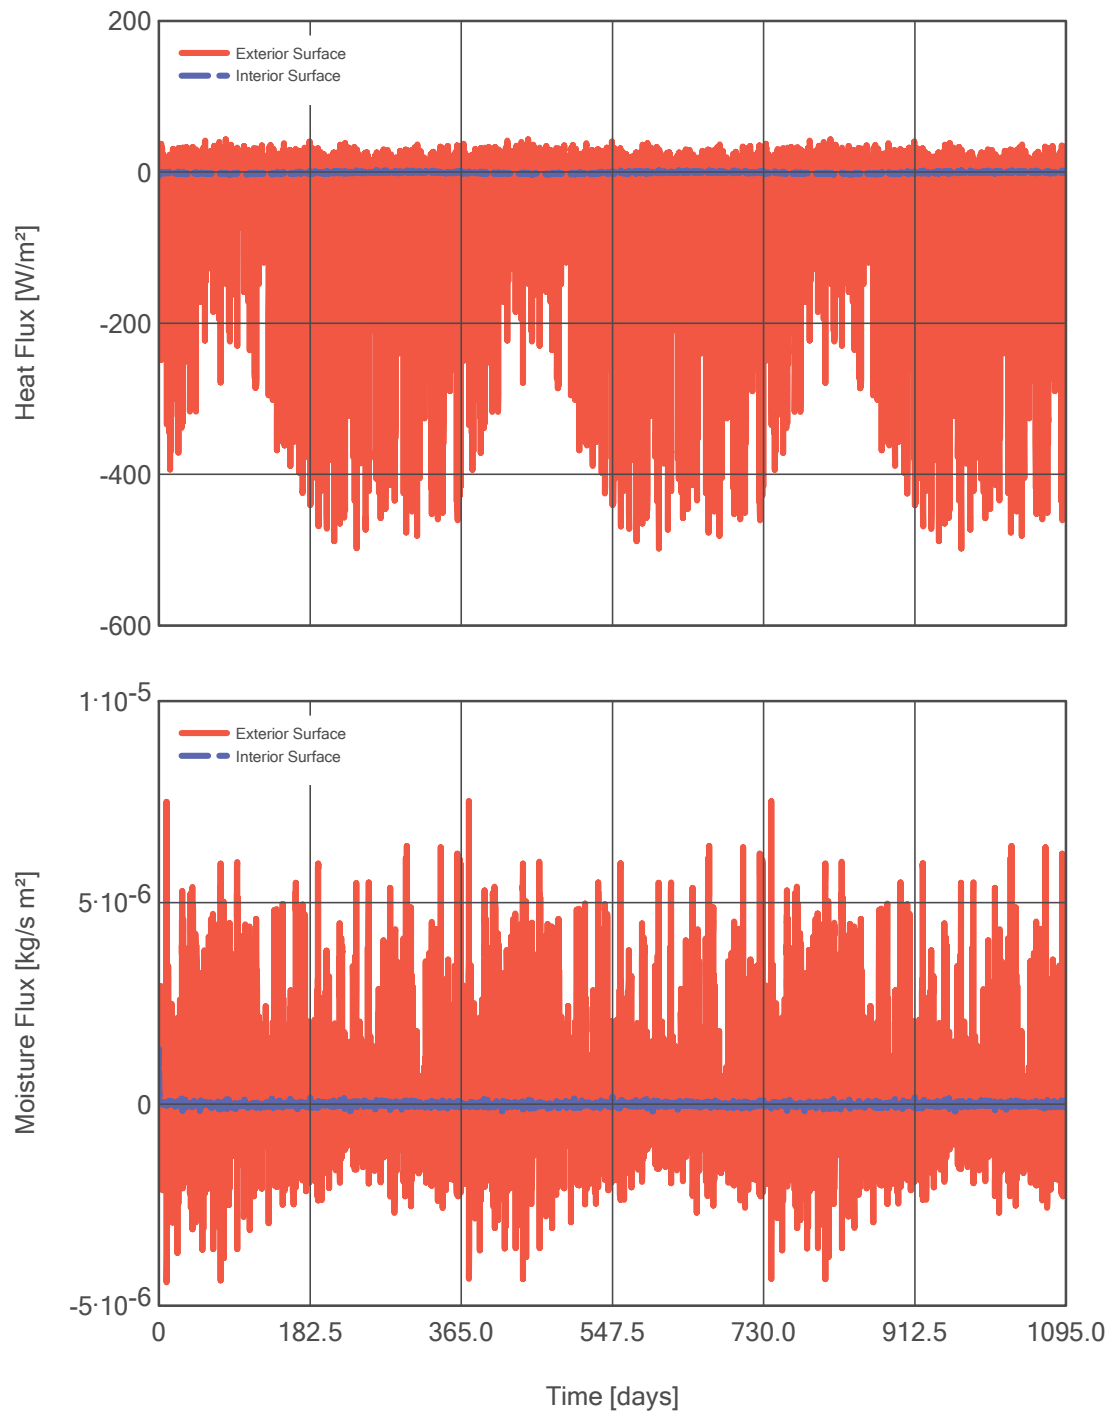 200
Exterior Surface
Interior Surface
0
-200
-400
-600
Heat Flux [W/m²]
1·10-5
Exterior Surface
Interior Surface
5·10-6
0
-5·10-6
Moisture Flux [kg/s m²]
0 182.5 365.0 547.5 730.0 912.5 1095.0
Time [days]